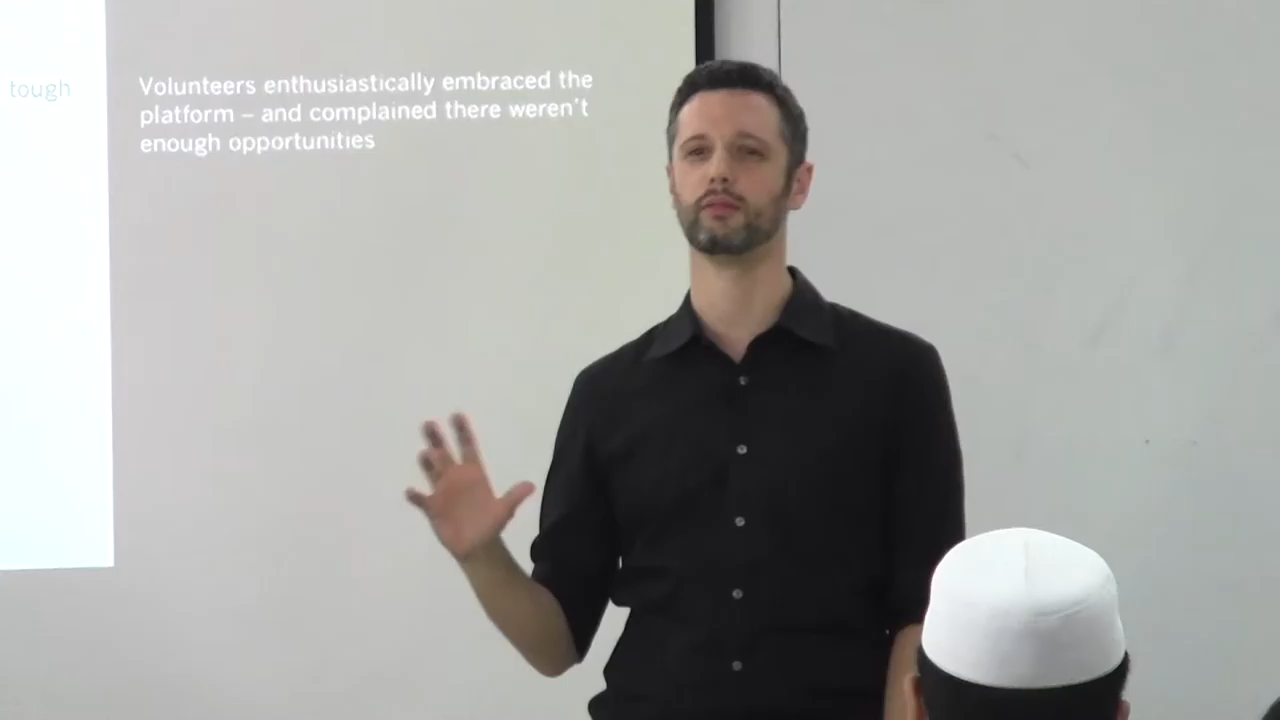 tough
Volunteers enthusiastically embraced the
platform – and complained there weren't
enough opportunities